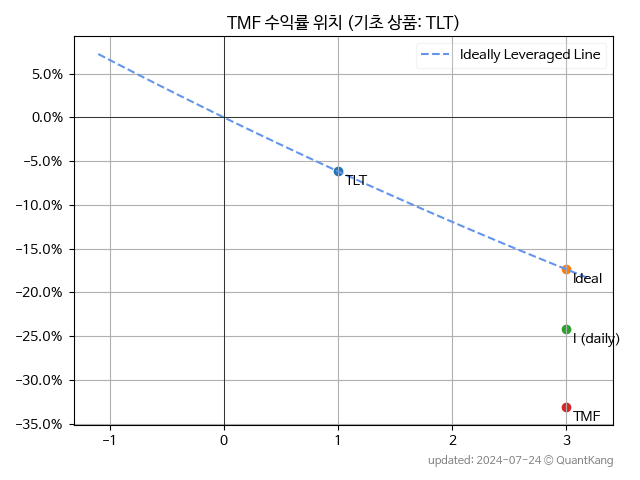 TMF 수익률 위치 (기초 상품: TLT)
Ideally Leveraged Line
5.0%
0.0%
−5.0%
−10.0%
−15.0%
−20.0%
−25.0%
−30.0%
−35.0%
TLT
Ideal
I (daily)
TMF
−1 0 1 2 3
updated: 2024-07-24 © QuantKang